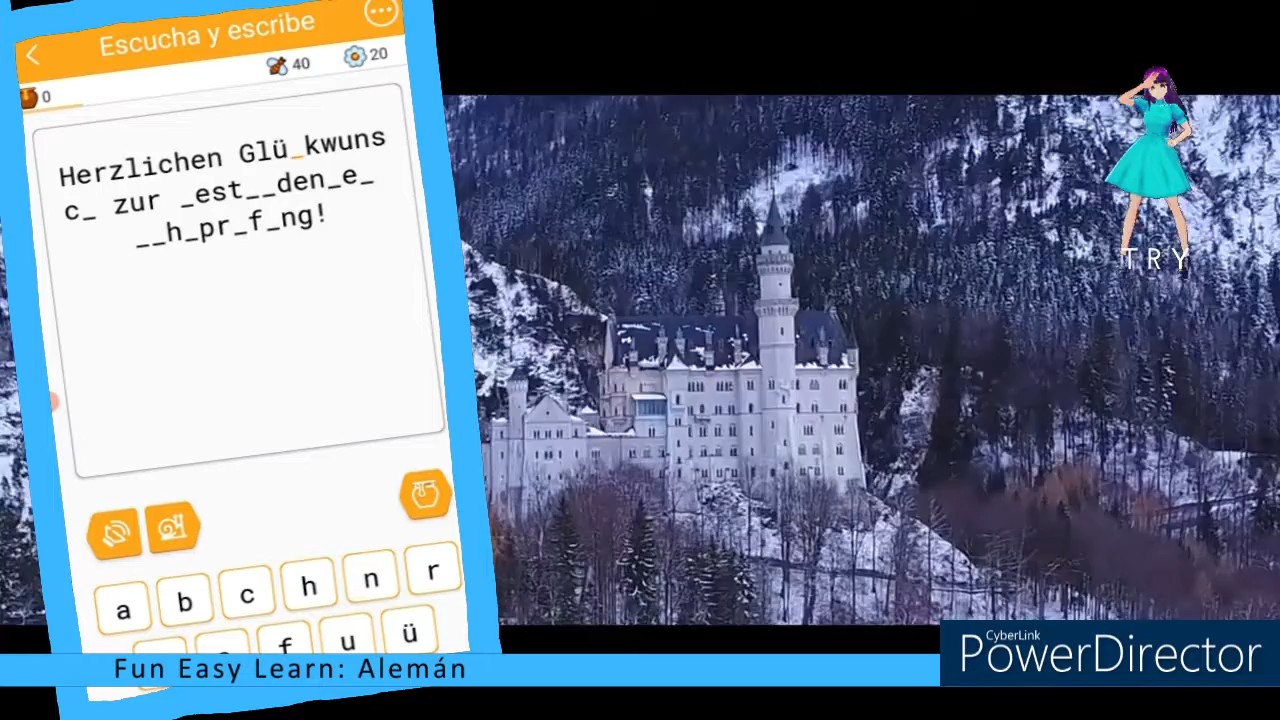 Escucha y escribe
0
40
20
Herzlichen Glü_kwuns
c_ zur _est__den_e_
__h_pr_f_ng!
a b c h n r
f u ü
TRY
Fun Easy Learn: Alemán
CyberLink
PowerDirector